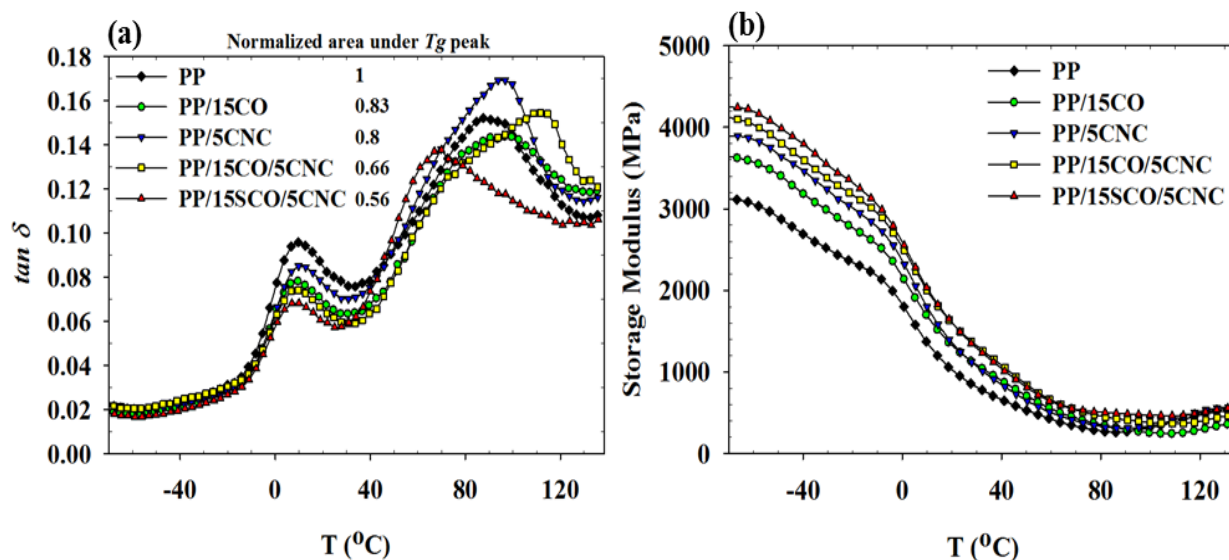 (a)
Normalized area under Tg peak
PP 1
PP/15CO 0.83
PP/5CNC 0.8
PP/15CO/5CNC 0.66
PP/15SCO/5CNC 0.56
0.18
0.16
0.14
0.12
0.10
0.08
0.06
0.04
0.02
0.00
tan δ
-40 0 40 80 120
T (⁰C)
(b)
PP
PP/15CO
PP/5CNC
PP/15CO/5CNC
PP/15SCO/5CNC
5000
4000
3000
2000
1000
0
Storage Modulus (MPa)
-40 0 40 80 120
T (⁰C)